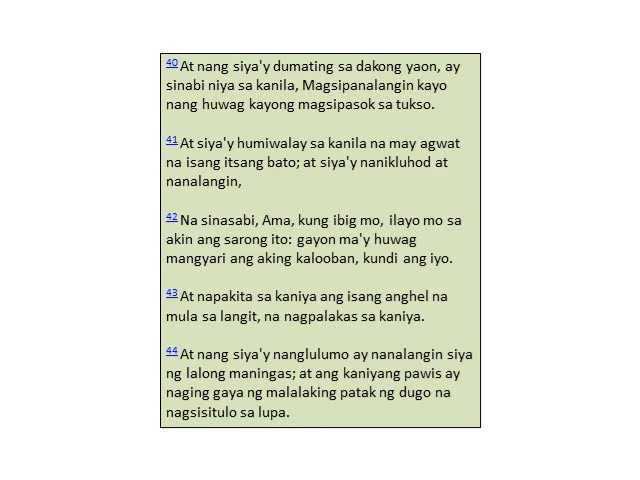 40 At nang siya'y dumating sa dakong yaon, ay
sinabi niya sa kanila, Magsipanalangin kayo
nang huwag kayong magsipasok sa tukso.
41 At siya'y humiwalay sa kanila na may agwat
na isang itsang bato; at siya'y nanikluhod at
nanalangin,
42 Na sinasabi, Ama, kung ibig mo, ilayo mo sa
akin ang sarong ito: gayon ma'y huwag
mangyari ang aking kalooban, kundi ang iyo.
43 At napakita sa kaniya ang isang anghel na
mula sa langit, na nagpalakas sa kaniya.
44 At nang siya'y nanglulumo ay nanalangin siya
ng lalong maningas; at ang kaniyang pawis ay
naging gaya ng malalaking patak ng dugo na
nagsisitulo sa lupa.